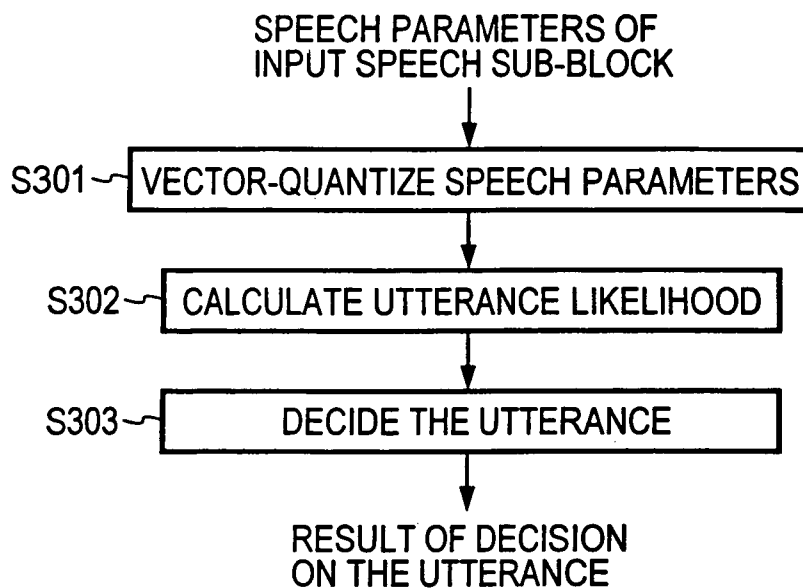 SPEECH PARAMETERS OF
INPUT SPEECH SUB-BLOCK
S301 VECTOR-QUANTIZE SPEECH PARAMETERS
S302 CALCULATE UTTERANCE LIKELIHOOD
S303 DECIDE THE UTTERANCE
RESULT OF DECISION
ON THE UTTERANCE